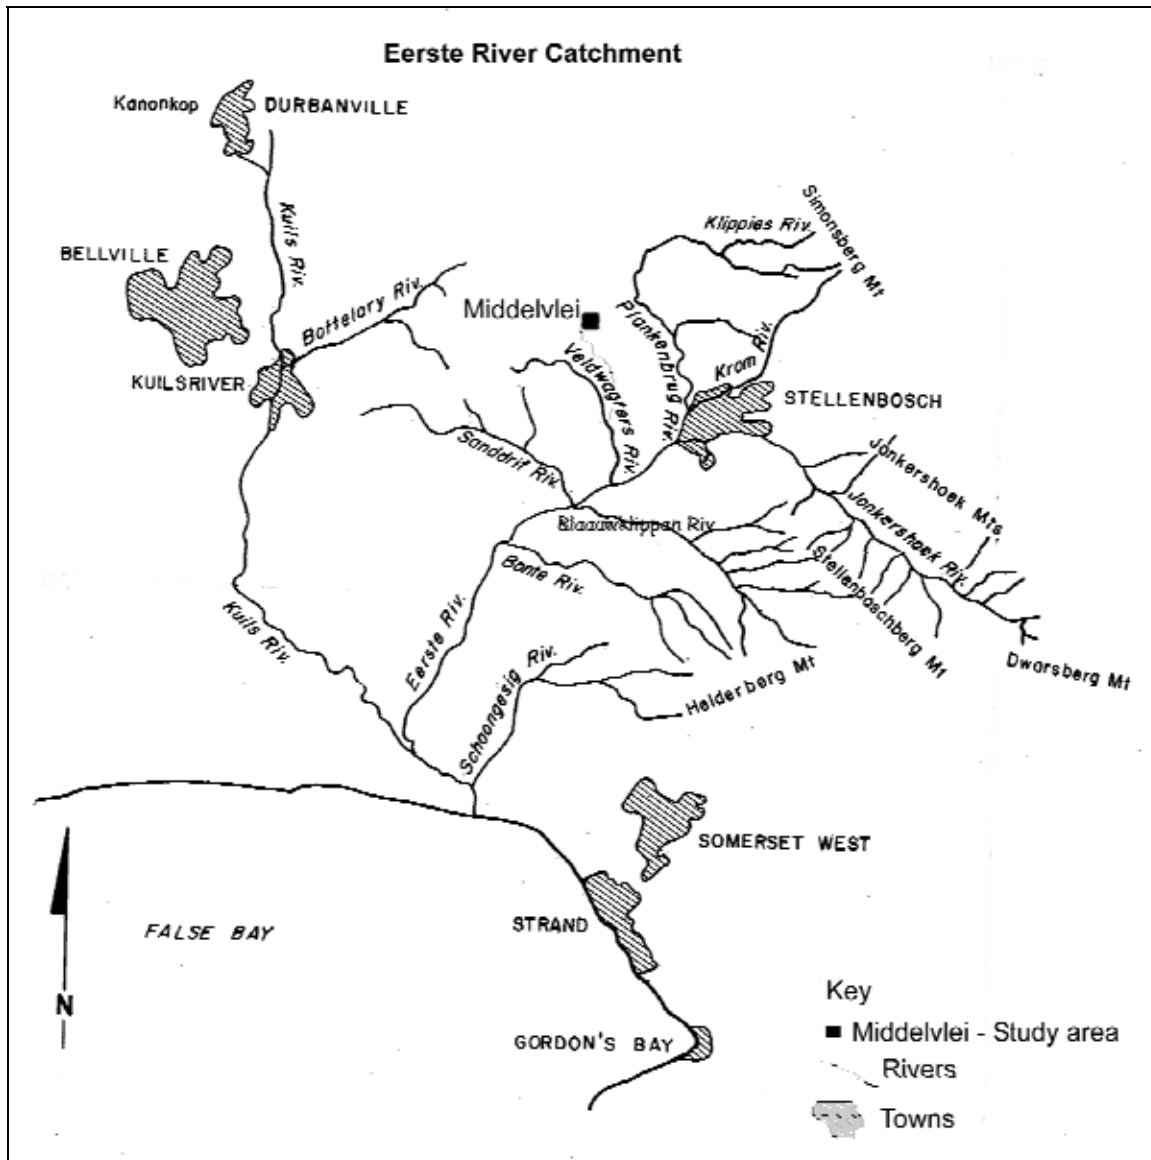 Eerste River Catchment
Kanonkop
DURBANVILLE
Kuils Riv.
BELLVILLE
Bottelary Riv.
KUILSRIVER
Middelvlei
Klippies Riv.
Simonsberg Mt
Plankenbrug Riv.
Krom Riv.
Veldwagters Riv.
STELLENBOSCH
Sanddrif Riv.
Jonkershoek Mts.
Jonkershoek Riv.
Blaauwklippen Riv.
Bonte Riv.
Stellenboschberg Mt
Dwarsberg Mt
Kuils Riv.
Eerste Riv.
Schoongesig Riv.
Helderberg Mt
SOMERSET WEST
STRAND
FALSE BAY
N
GORDON'S BAY
Key
Middelvlei - Study area
Rivers
Towns